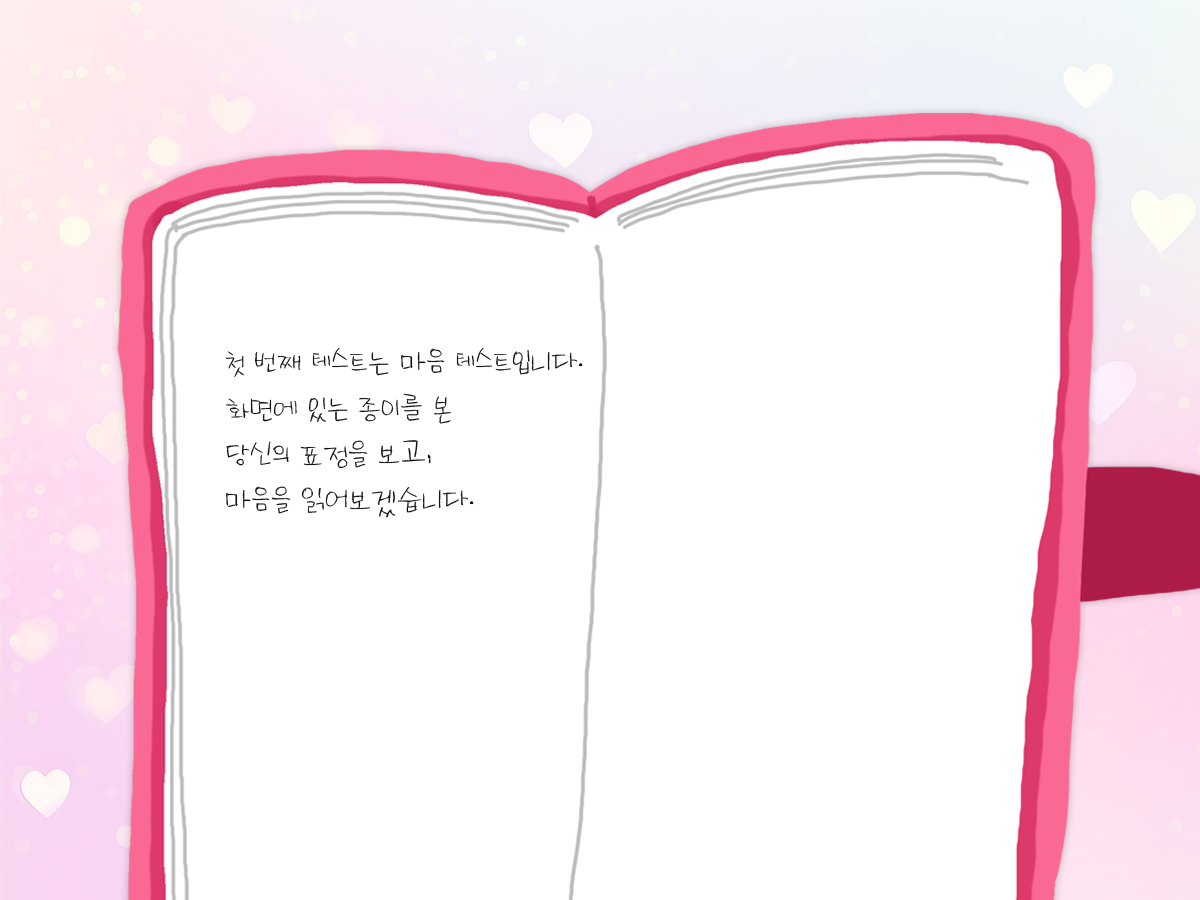 첫 번째 테스트는 마음 테스트입니다.
화면에 있는 종이를 본
당신의 표정을 보고,
마음을 읽어보겠습니다.